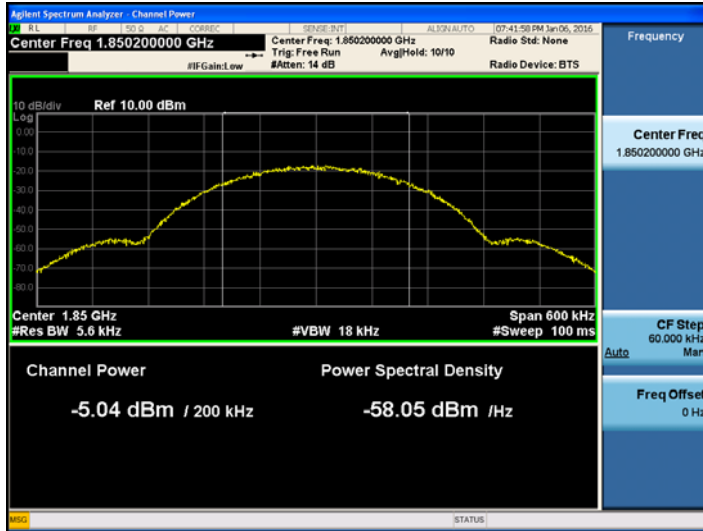 Agilent Spectrum Analyzer - Channel Power
RL RF 50 Ω AC CORREC SENSE:INT ALIGN AUTO 07:41:58 PM Jan 06, 2016
Center Freq 1.850200000 GHz
Center Freq: 1.850200000 GHz
Radio Std: None
Trig: Free Run Avg|Hold: 10/10
#IFGain:Low
#Atten: 14 dB
Radio Device: BTS
Frequency
10 dB/div Ref 10.00 dBm
Log
0.00
-10.0
-20.0
-30.0
-40.0
-50.0
-60.0
-70.0
-80.0
Center Freq
1.850200000 GHz
Center 1.85 GHz
Span 600 kHz
#Res BW 5.6 kHz
#VBW 18 kHz
#Sweep 100 ms
CF Step
60.000 kHz
Auto Man
Channel Power
Power Spectral Density
-5.04 dBm / 200 kHz
-58.05 dBm /Hz
Freq Offset
0 Hz
MSG
STATUS